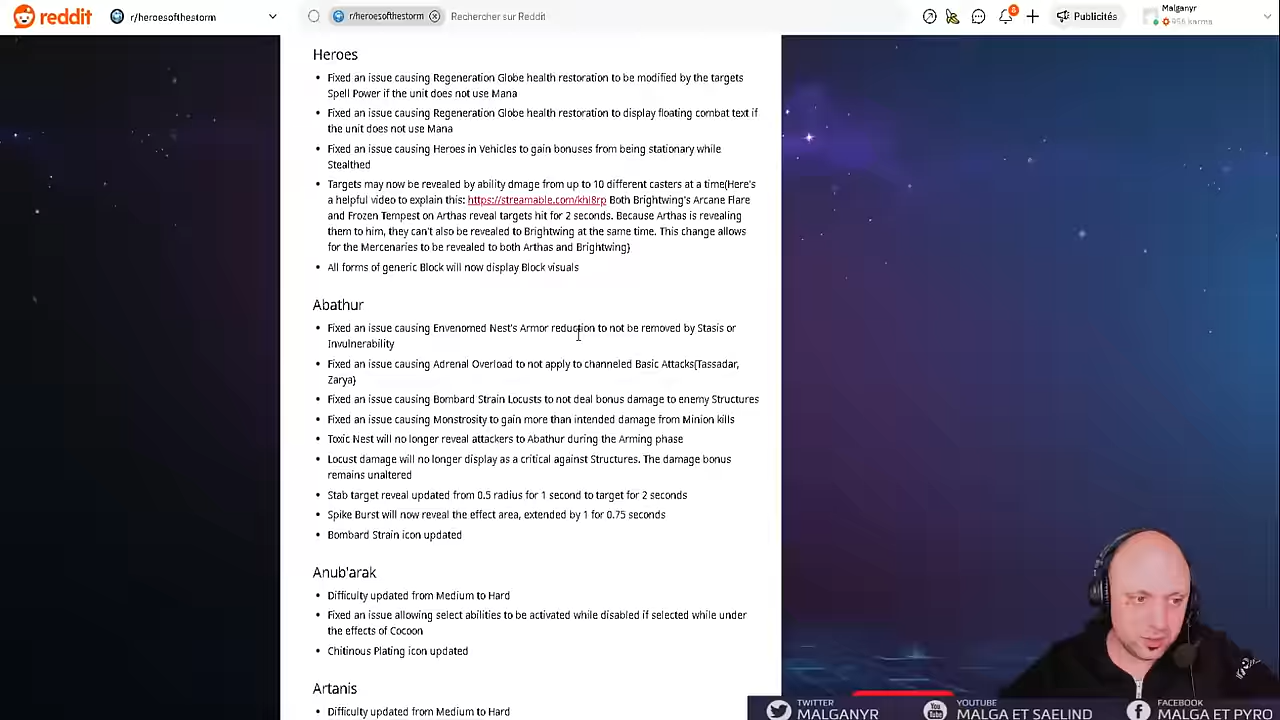 reddit
r/heroesofthestorm
r/heroesofthestorm
Rechercher sur Reddit
8
Publicités
Malganyr
956 karma
Heroes
• Fixed an issue causing Regeneration Globe health restoration to be modified by the targets
Spell Power if the unit does not use Mana
• Fixed an issue causing Regeneration Globe health restoration to display floating combat text if
the unit does not use Mana
• Fixed an issue causing Heroes in Vehicles to gain bonuses from being stationary while
Stealthed
• Targets may now be revealed by ability dmage from up to 10 different casters at a time(Here's
a helpful video to explain this: https://streamable.com/khl8rp Both Brightwing's Arcane Flare
and Frozen Tempest on Arthas reveal targets hit for 2 seconds. Because Arthas is revealing
them to him, they can't also be revealed to Brightwing at the same time. This change allows
for the Mercenaries to be revealed to both Arthas and Brightwing)
• All forms of generic Block will now display Block visuals
Abathur
• Fixed an issue causing Envenomed Nest's Armor reduction to not be removed by Stasis or
Invulnerability
• Fixed an issue causing Adrenal Overload to not apply to channeled Basic Attacks(Tassadar,
Zarya)
• Fixed an issue causing Bombard Strain Locusts to not deal bonus damage to enemy Structures
• Fixed an issue causing Monstrosity to gain more than intended damage from Minion kills
• Toxic Nest will no longer reveal attackers to Abathur during the Arming phase
• Locust damage will no longer display as a critical against Structures. The damage bonus
remains unaltered
• Stab target reveal updated from 0.5 radius for 1 second to target for 2 seconds
• Spike Burst will now reveal the effect area, extended by 1 for 0.75 seconds
• Bombard Strain icon updated
Anub'arak
• Difficulty updated from Medium to Hard
• Fixed an issue allowing select abilities to be activated while disabled if selected while under
the effects of Cocoon
• Chitinous Plating icon updated
Artanis
• Difficulty updated from Medium to Hard
TWITTER
MALGANYR
You Tube
YOUTUBE
MALGA ET SAELIND
FACEBOOK
MALGA ET PYRO